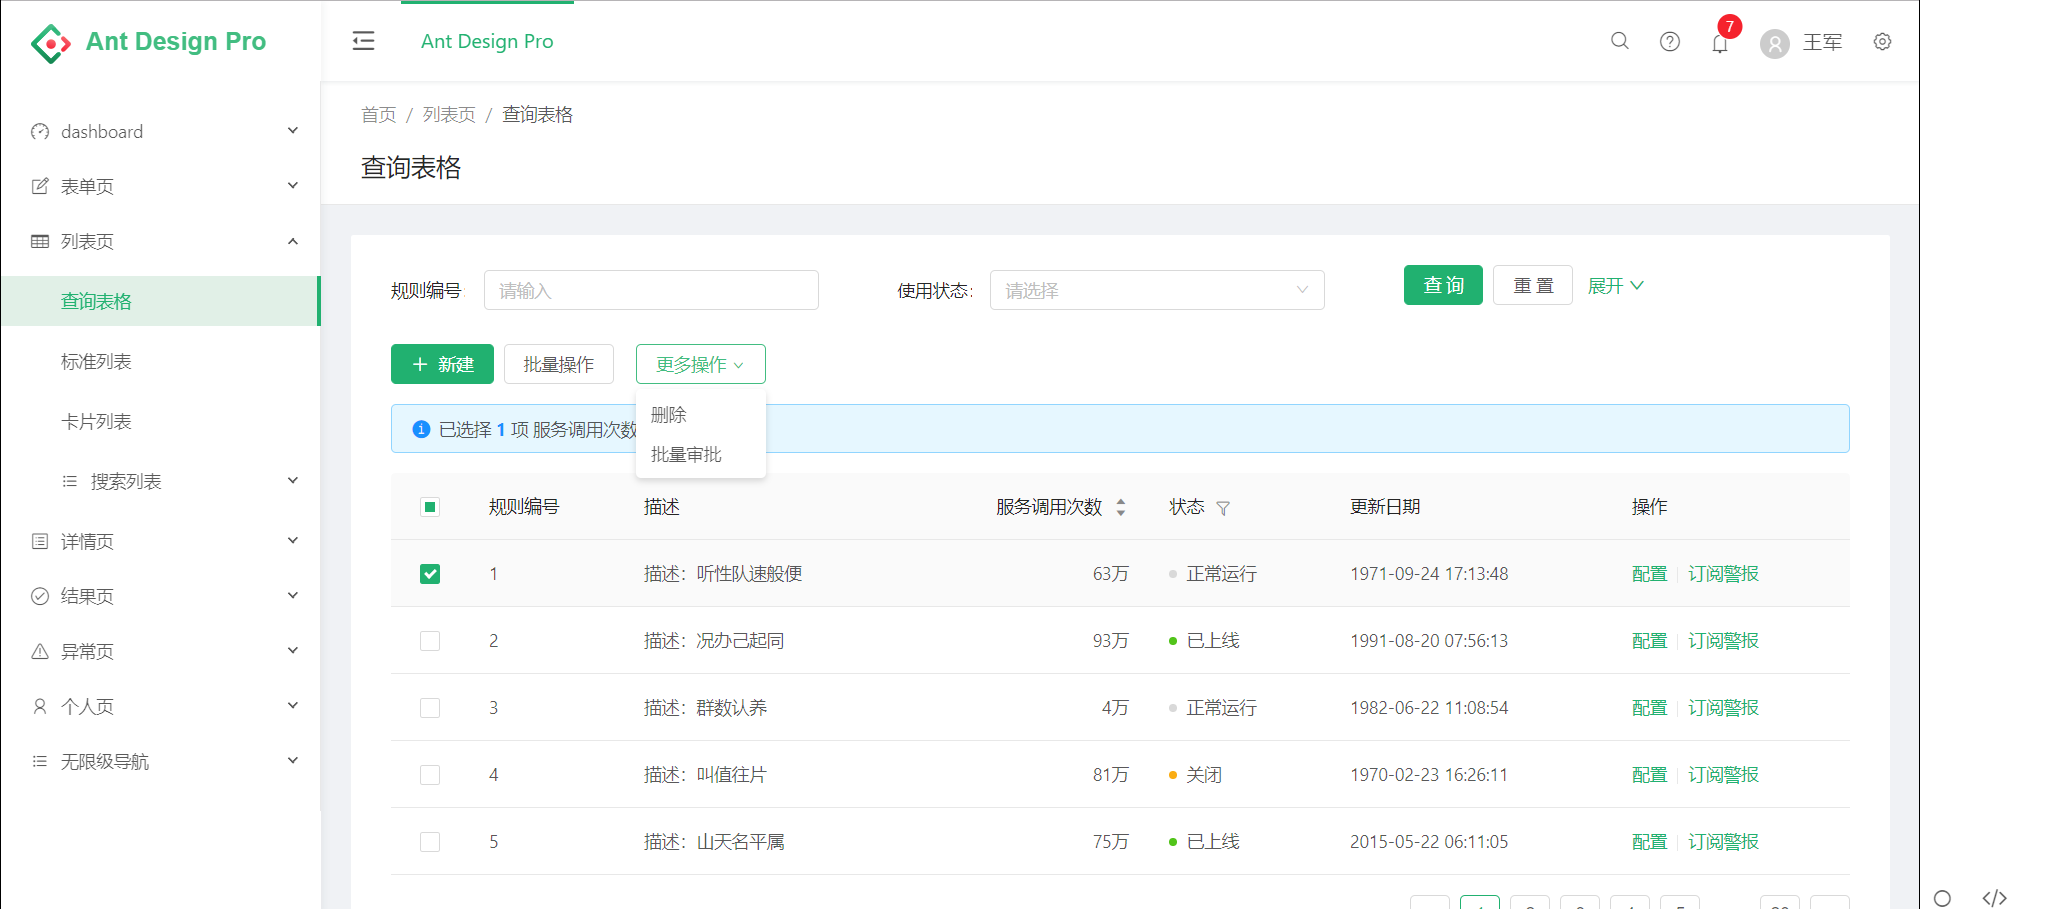 Ant Design Pro
Ant Design Pro
7
王军
dashboard
表单页
列表页
查询表格
标准列表
卡片列表
搜索列表
详情页
结果页
异常页
个人页
无限级导航
首页 / 列表页 / 查询表格
查询表格
规则编号: 请输入
使用状态: 请选择
查 询
重 置
展开
新建
批量操作
更多操作
删除
批量审批
已选择 1 项 服务调用次数
规则编号 描述 服务调用次数 状态 更新日期 操作
1 描述：听性队速般便 63万 正常运行 1971-09-24 17:13:48 配置 订阅警报
2 描述：况办己起同 93万 已上线 1991-08-20 07:56:13 配置 订阅警报
3 描述：群数认养 4万 正常运行 1982-06-22 11:08:54 配置 订阅警报
4 描述：叫值往片 81万 关闭 1970-02-23 16:26:11 配置 订阅警报
5 描述：山天名平属 75万 已上线 2015-05-22 06:11:05 配置 订阅警报